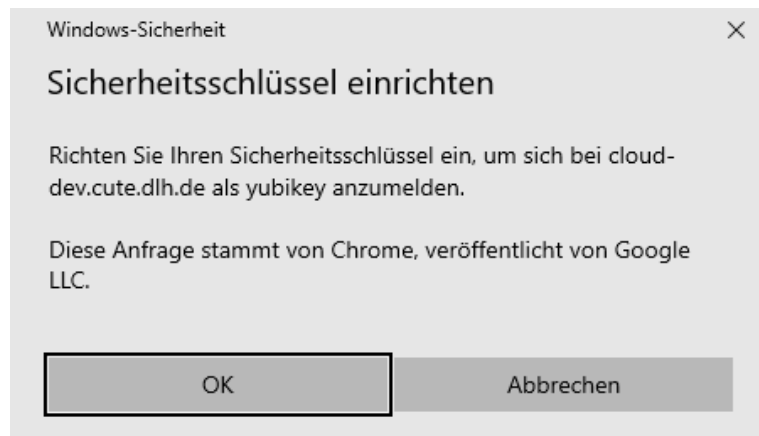 Windows-Sicherheit
Sicherheitsschlüssel einrichten
Richten Sie Ihren Sicherheitsschlüssel ein, um sich bei cloud-
dev.cute.dlh.de als yubikey anzumelden.
Diese Anfrage stammt von Chrome, veröffentlicht von Google
LLC.
OK
Abbrechen